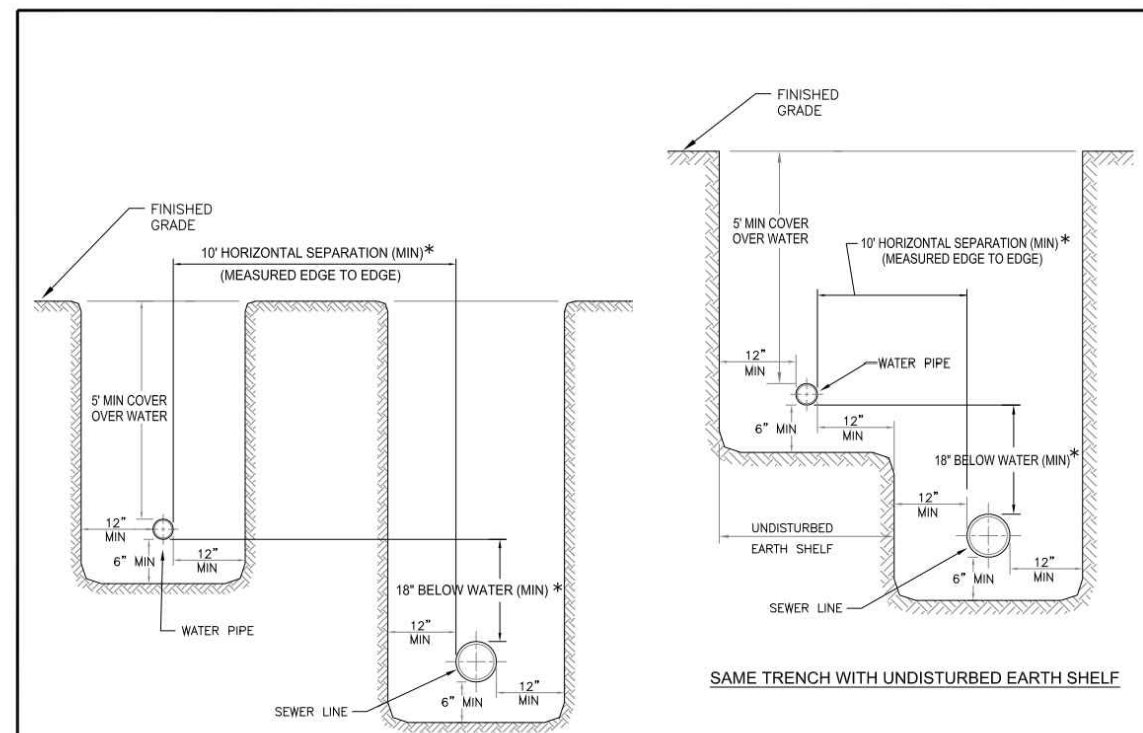 FINISHED
GRADE
10' HORIZONTAL SEPARATION (MIN)*
(MEASURED EDGE TO EDGE)
5' MIN COVER
OVER WATER
12"
MIN
6" MIN
12"
MIN
WATER PIPE
18" BELOW WATER (MIN)*
12"
MIN
12"
MIN
6" MIN
SEWER LINE
FINISHED
GRADE
5' MIN COVER
OVER WATER
10' HORIZONTAL SEPARATION (MIN)*
(MEASURED EDGE TO EDGE)
12"
MIN
WATER PIPE
6" MIN
12"
MIN
18" BELOW WATER (MIN)*
12"
MIN
UNDISTURBED
EARTH SHELF
6" MIN
12"
MIN
SEWER LINE
SAME TRENCH WITH UNDISTURBED EARTH SHELF